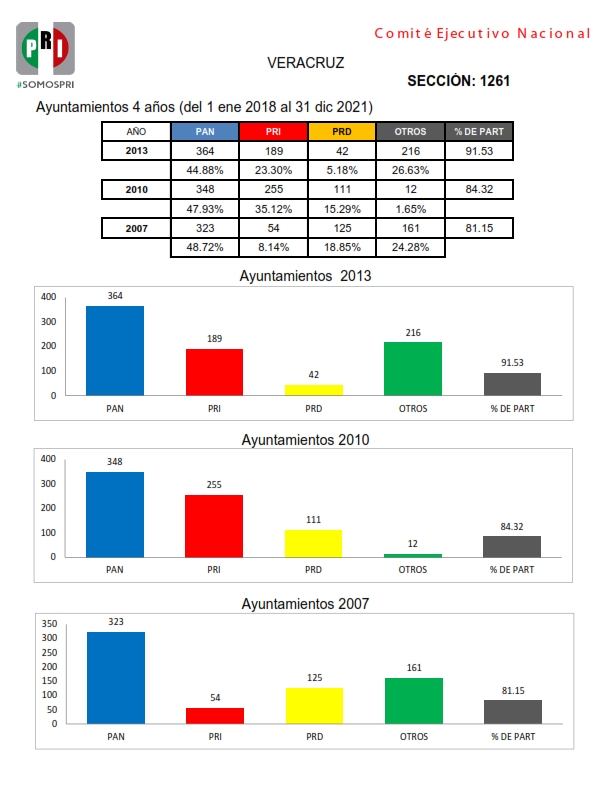 Comité Ejecutivo Nacional
PRI
#SOMOSPRI
VERACRUZ
SECCIÓN: 1261
Ayuntamientos 4 años (del 1 ene 2018 al 31 dic 2021)
AÑO PAN PRI PRD OTROS % DE PART
2013 364 189 42 216 91.53
44.88% 23.30% 5.18% 26.63%
2010 348 255 111 12 84.32
47.93% 35.12% 15.29% 1.65%
2007 323 54 125 161 81.15
48.72% 8.14% 18.85% 24.28%
Ayuntamientos 2013
400
300
200
100
0
364
189
42
216
91.53
PAN PRI PRD OTROS % DE PART
Ayuntamientos 2010
400
300
200
100
0
348
255
111
12
84.32
PAN PRI PRD OTROS % DE PART
Ayuntamientos 2007
350
300
250
200
150
100
50
0
323
54
125
161
81.15
PAN PRI PRD OTROS % DE PART